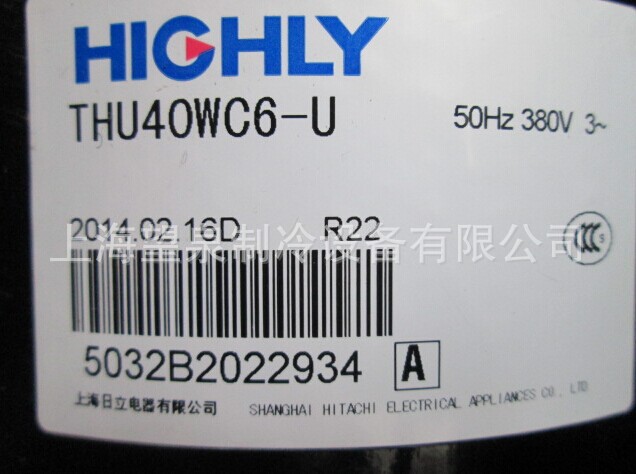 HIGHLY
THU40WC6-U
50Hz 380V 3~
2014.02.16D R22
上海望泉制冷设备有限公司
CCC S
5032B2022934 A
上海日立电器有限公司 SHANGHAI HITACHI ELECTRICAL APPLIANCES CO., LTD